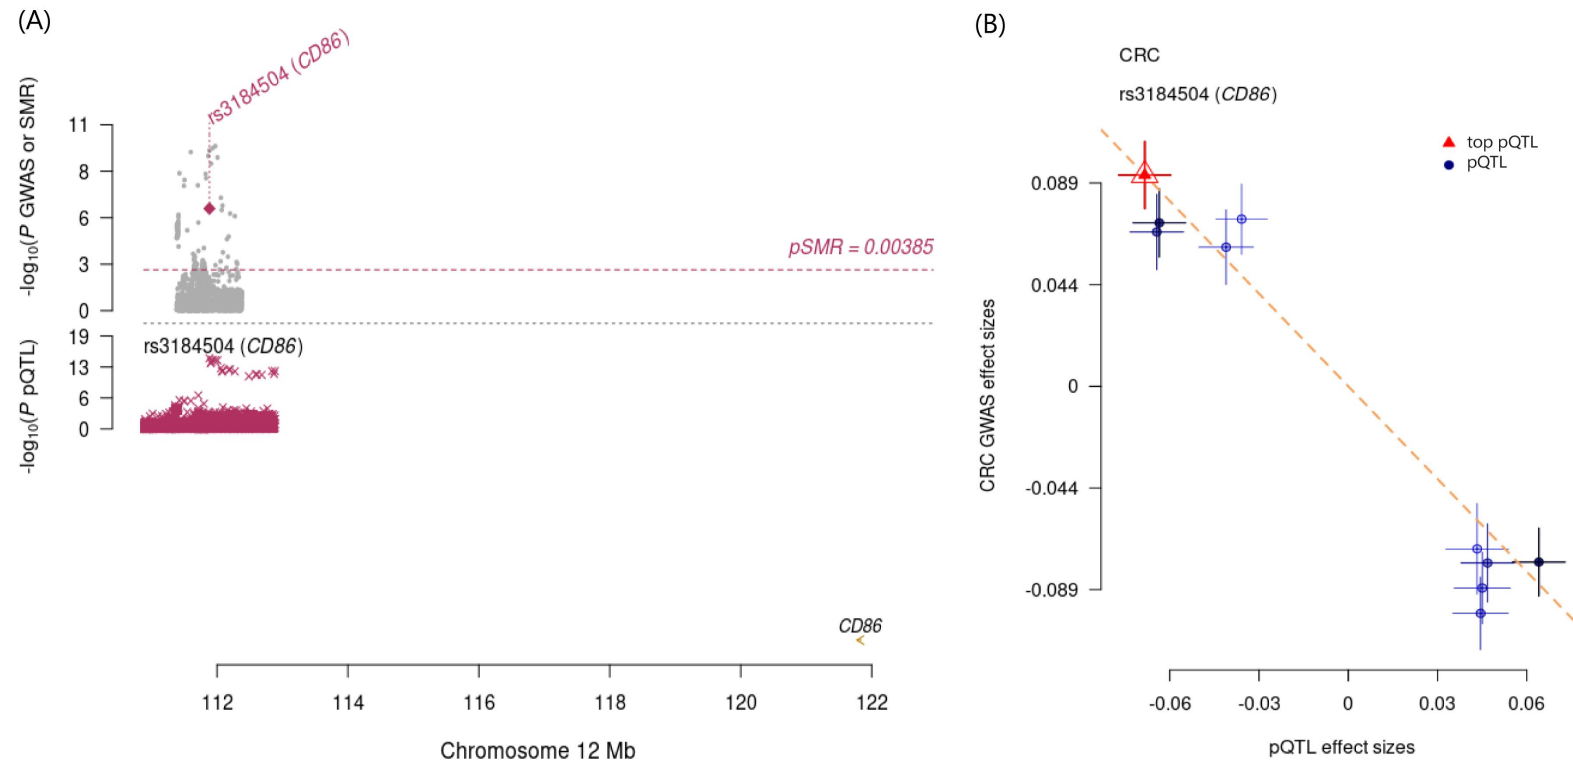 (A)
rs3184504 (CD86)
-log10(P GWAS or SMR)
11
8
6
3
0
pSMR = 0.00385
-log10(P pQTL)
19
13
6
0
rs3184504 (CD86)
CD86
112 114 116 118 120 122
Chromosome 12 Mb
(B)
CRC
rs3184504 (CD86)
top pQTL
pQTL
CRC GWAS effect sizes
0.089
0.044
0
-0.044
-0.089
-0.06 -0.03 0 0.03 0.06
pQTL effect sizes